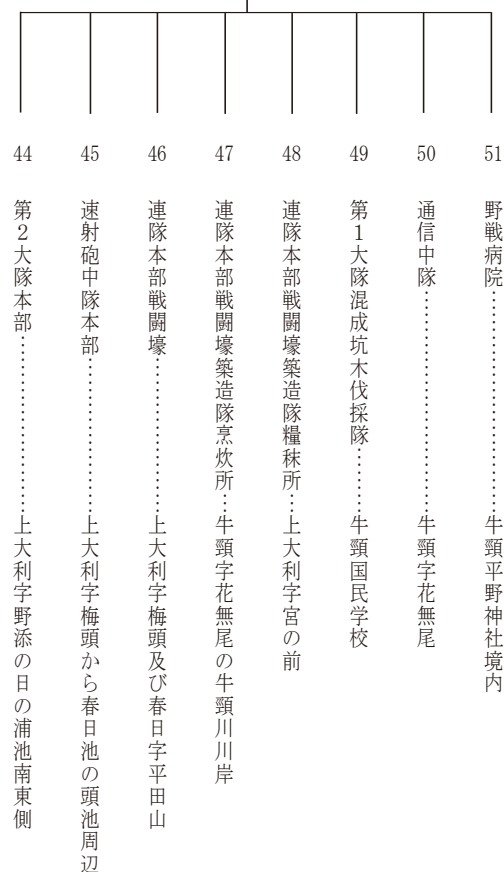 44 第2大隊本部……………………上大利字野添の日の浦池南東側
45 速射砲中隊本部…………………上大利字梅頭から春日池の頭池周辺
46 連隊本部戦闘壕…………………上大利字梅頭及び春日字平田山
47 連隊本部戦闘壕築造隊烹炊所…牛頸字花無尾の牛頸川川岸
48 連隊本部戦闘壕築造隊糧秣所…上大利字宮の前
49 第1大隊混成坑木伐採隊………牛頸国民学校
50 通信中隊…………………………牛頸字花無尾
51 野戦病院…………………………牛頸平野神社境内